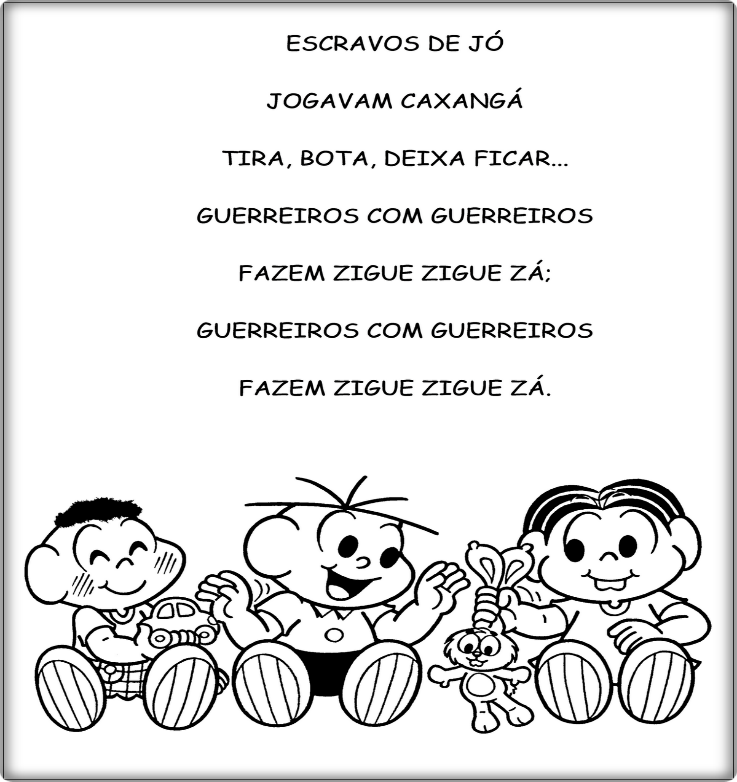 ESCRAVOS DE JÓ
JOGAVAM CAXANGÁ
TIRA, BOTA, DEIXA FICAR...
GUERREIROS COM GUERREIROS
FAZEM ZIGUE ZIGUE ZÁ;
GUERREIROS COM GUERREIROS
FAZEM ZIGUE ZIGUE ZÁ.